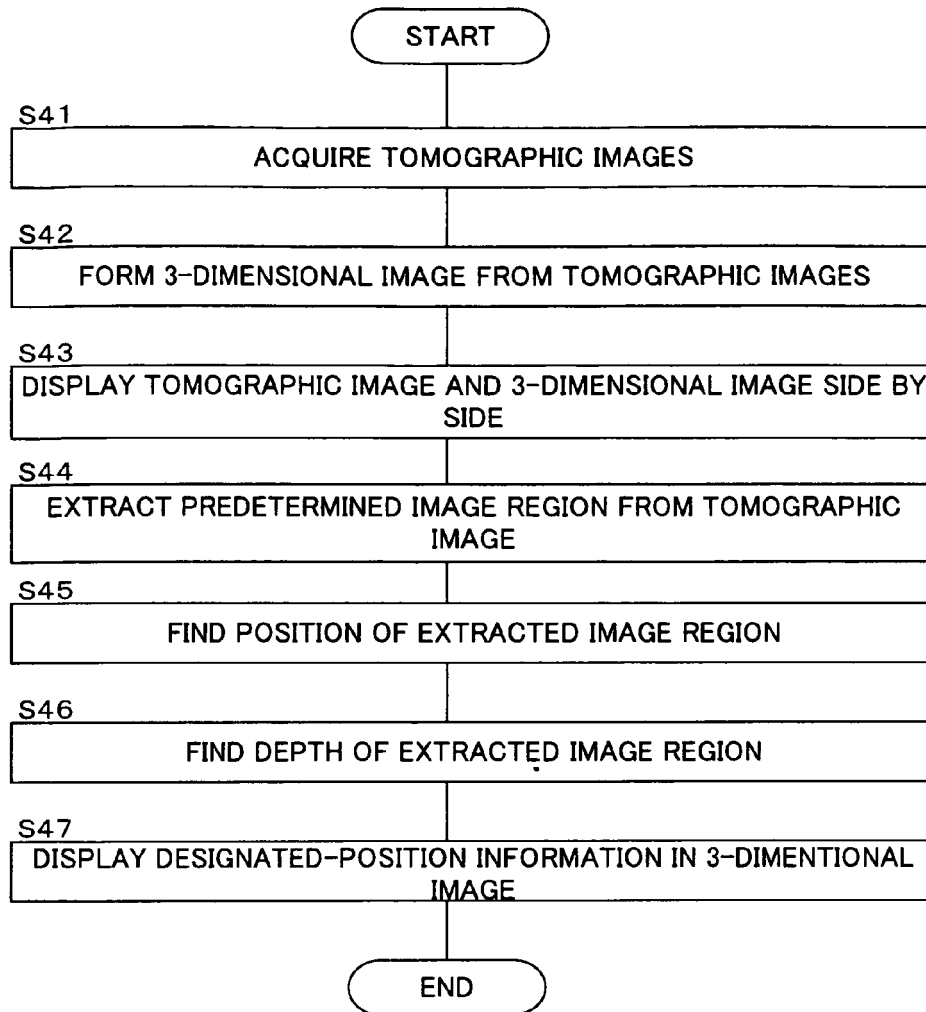 START
S41
ACQUIRE TOMOGRAPHIC IMAGES
S42
FORM 3-DIMENSIONAL IMAGE FROM TOMOGRAPHIC IMAGES
S43
DISPLAY TOMOGRAPHIC IMAGE AND 3-DIMENSIONAL IMAGE SIDE BY
SIDE
S44
EXTRACT PREDETERMINED IMAGE REGION FROM TOMOGRAPHIC
IMAGE
S45
FIND POSITION OF EXTRACTED IMAGE REGION
S46
FIND DEPTH OF EXTRACTED IMAGE REGION
S47
DISPLAY DESIGNATED-POSITION INFORMATION IN 3-DIMENTIONAL
IMAGE
END